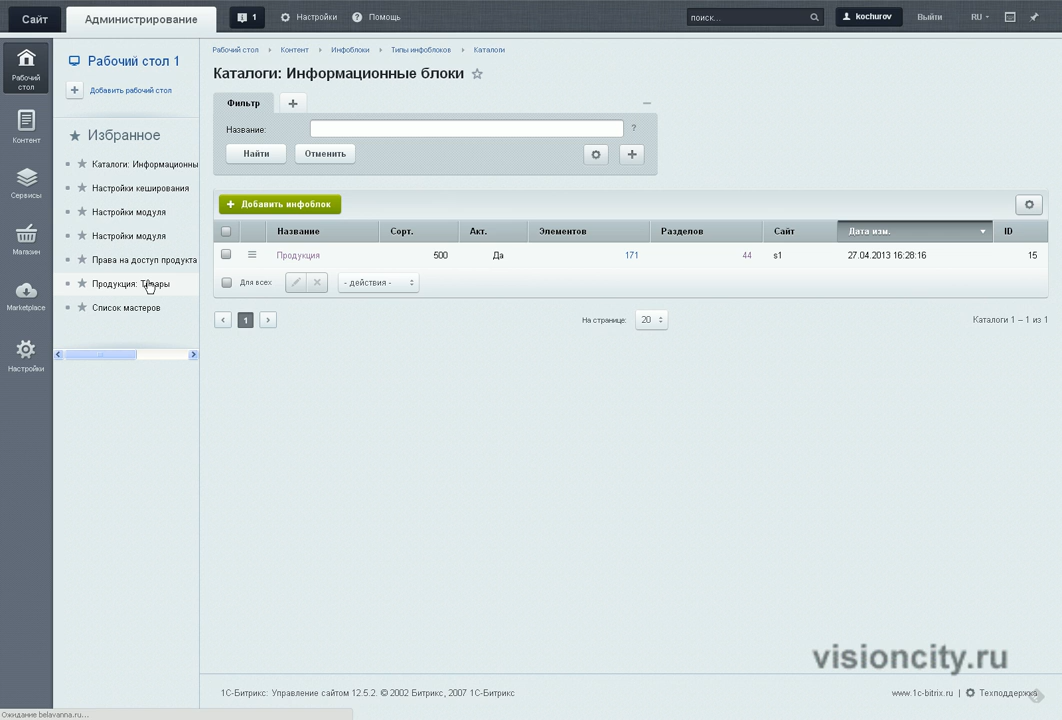 Сайт
Администрирование
1
Настройки
Помощь
поиск...
kochurov
Выйти
RU
Рабочий стол
Контент
Сервисы
Магазин
Marketplace
Настройки
Рабочий стол 1
Добавить рабочий стол
Избранное
Каталоги: Информационны
Настройки кеширования
Настройки модуля
Настройки модуля
Права на доступ продукта
Продукция: Товары
Список мастеров
Рабочий стол
Контент
Инфоблоки
Типы инфоблоков
Каталоги
Каталоги: Информационные блоки
Фильтр
Название:
?
Найти
Отменить
Добавить инфоблок
Название Сорт. Акт. Элементов Разделов Сайт Дата изм. ID
Продукция 500 Да 171 44 s1 27.04.2013 16:28:16 15
Для всех
- действия -
1
На странице: 20
Каталоги 1 – 1 из 1
visioncity.ru
1С-Битрикс: Управление сайтом 12.5.2. © 2002 Битрикс, 2007 1С-Битрикс
www.1c-bitrix.ru | Техподдержка
Ожидание belavanna.ru...